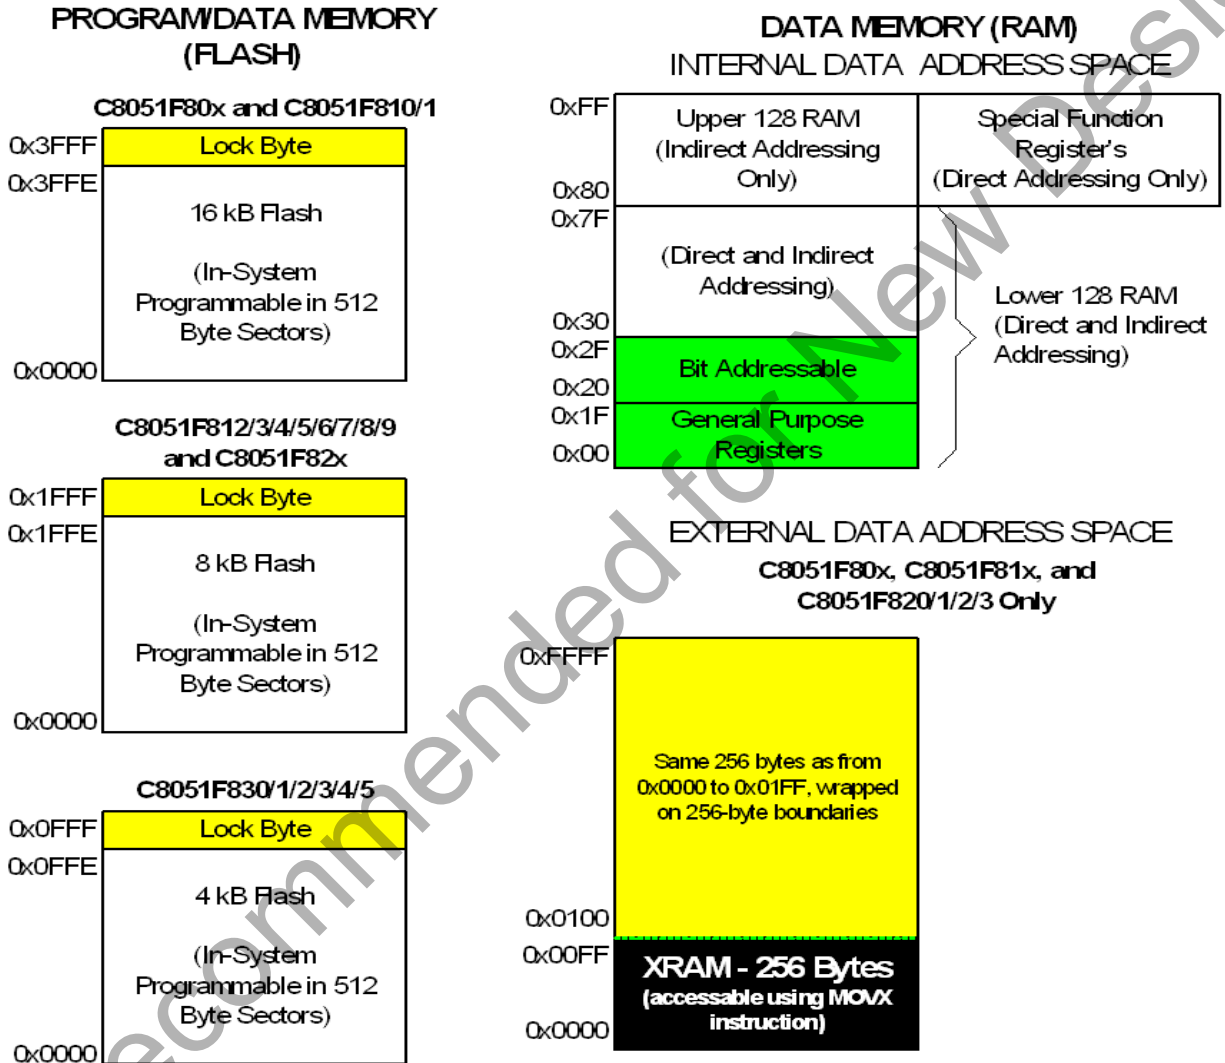 PROGRAM/DATA MEMORY
(FLASH)
C8051F80x and C8051F810/1
0x3FFF
Lock Byte
0x3FFE
16 kB Flash
(In-System
Programmable in 512
Byte Sectors)
0x0000
C8051F812/3/4/5/6/7/8/9
and C8051F82x
0x1FFF
Lock Byte
0x1FFE
8 kB Flash
(In-System
Programmable in 512
Byte Sectors)
0x0000
C8051F830/1/2/3/4/5
0x0FFF
Lock Byte
0x0FFE
4 kB Flash
(In-System
Programmable in 512
Byte Sectors)
0x0000
DATA MEMORY (RAM)
INTERNAL DATA ADDRESS SPACE
0xFF
Upper 128 RAM
(Indirect Addressing
Only)
0x80
Special Function
Register's
(Direct Addressing Only)
0x7F
(Direct and Indirect
Addressing)
0x30
Lower 128 RAM
(Direct and Indirect
Addressing)
0x2F
Bit Addressable
0x20
0x1F
General Purpose
Registers
0x00
EXTERNAL DATA ADDRESS SPACE
C8051F80x, C8051F81x, and
C8051F820/1/2/3 Only
0xFFFF
Same 256 bytes as from
0x0000 to 0x01FF, wrapped
on 256-byte boundaries
0x0100
0x00FF
XRAM - 256 Bytes
(accessable using MOVX
instruction)
0x0000
ecommended for New Desi